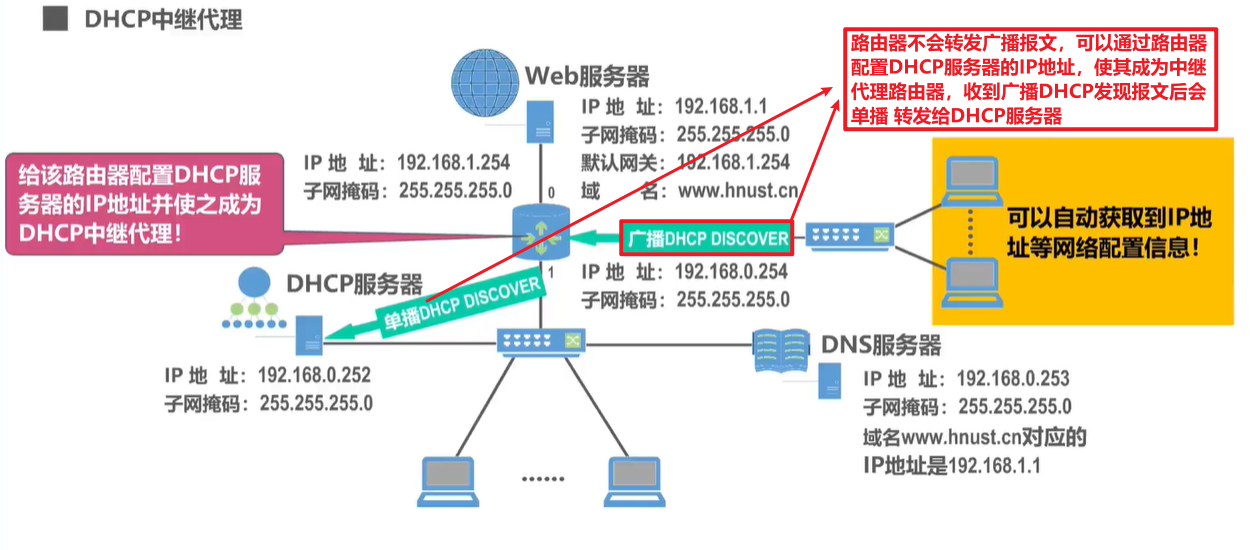 DHCP中继代理
路由器不会转发广播报文，可以通过路由器
配置DHCP服务器的IP地址，使其成为中继
代理路由器，收到广播DHCP发现报文后会
单播 转发给DHCP服务器
Web服务器
IP 地 址：192.168.1.1
子网掩码：255.255.255.0
默认网关：192.168.1.254
域 名：www.hnust.cn
IP 地 址：192.168.1.254
子网掩码：255.255.255.0
0
给该路由器配置DHCP服
务器的IP地址并使之成为
DHCP中继代理！
广播DHCP DISCOVER
可以自动获取到IP地
址等网络配置信息！
1
IP 地 址：192.168.0.254
子网掩码：255.255.255.0
DHCP服务器
单播DHCP DISCOVER
IP 地 址：192.168.0.252
子网掩码：255.255.255.0
DNS服务器
IP 地 址：192.168.0.253
子网掩码：255.255.255.0
域名www.hnust.cn对应的
IP地址是192.168.1.1